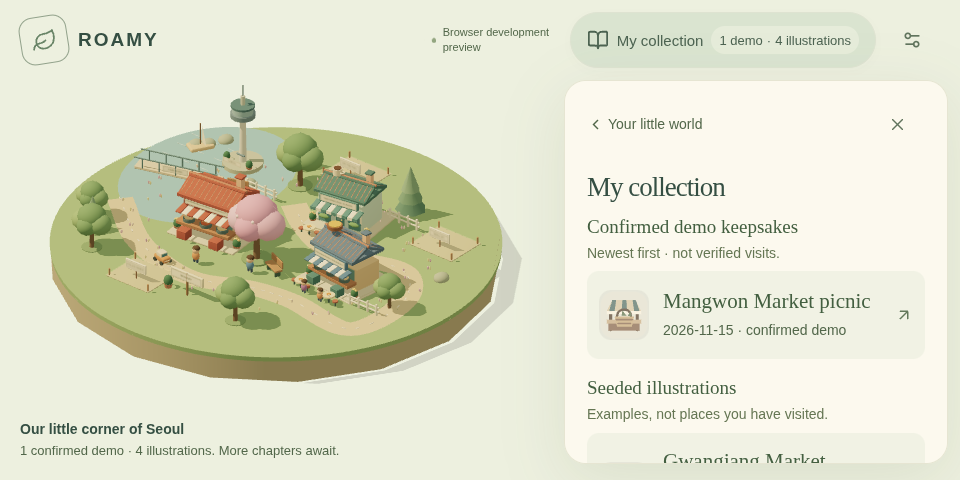 ROAMY
Browser development
preview
My collection
1 demo · 4 illustrations
Your little world
My collection
Confirmed demo keepsakes
Newest first · not verified visits.
Mangwon Market picnic
2026-11-15 · confirmed demo
Seeded illustrations
Examples, not places you have visited.
Gwangjang Market
Our little corner of Seoul
1 confirmed demo · 4 illustrations. More chapters await.